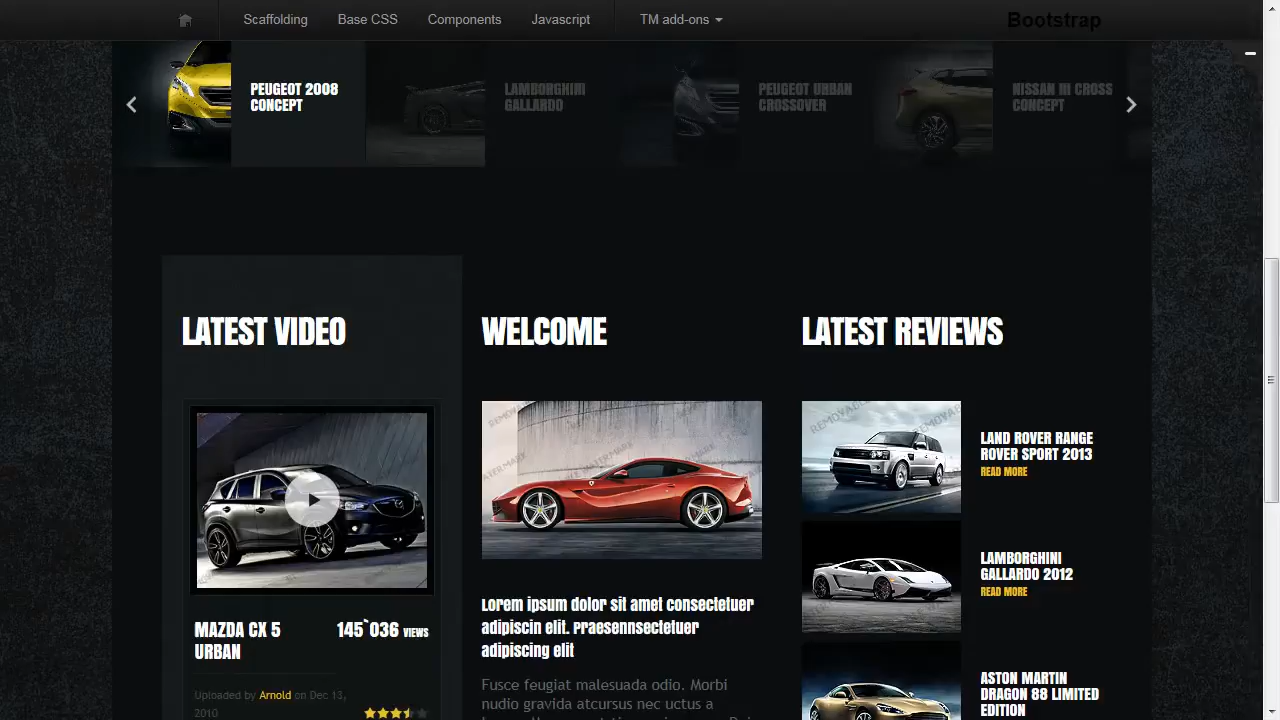 Scaffolding Base CSS Components Javascript TM add-ons Bootstrap
PEUGEOT 2008
CONCEPT
LAMBORGHINI
GALLARDO
PEUGEOT URBAN
CROSSOVER
NISSAN III CROSS
CONCEPT
LATEST VIDEO
MAZDA CX 5
URBAN
145`036 VIEWS
Uploaded by Arnold on Dec 13,
2010
WELCOME
Lorem ipsum dolor sit amet consectetuer
adipiscin elit. Praesennsectetuer
adipiscing elit
Fusce feugiat malesuada odio. Morbi
nudio gravida atcursus nec uctus a
LATEST REVIEWS
LAND ROVER RANGE
ROVER SPORT 2013
READ MORE
LAMBORGHINI
GALLARDO 2012
READ MORE
ASTON MARTIN
DRAGON 88 LIMITED
EDITION